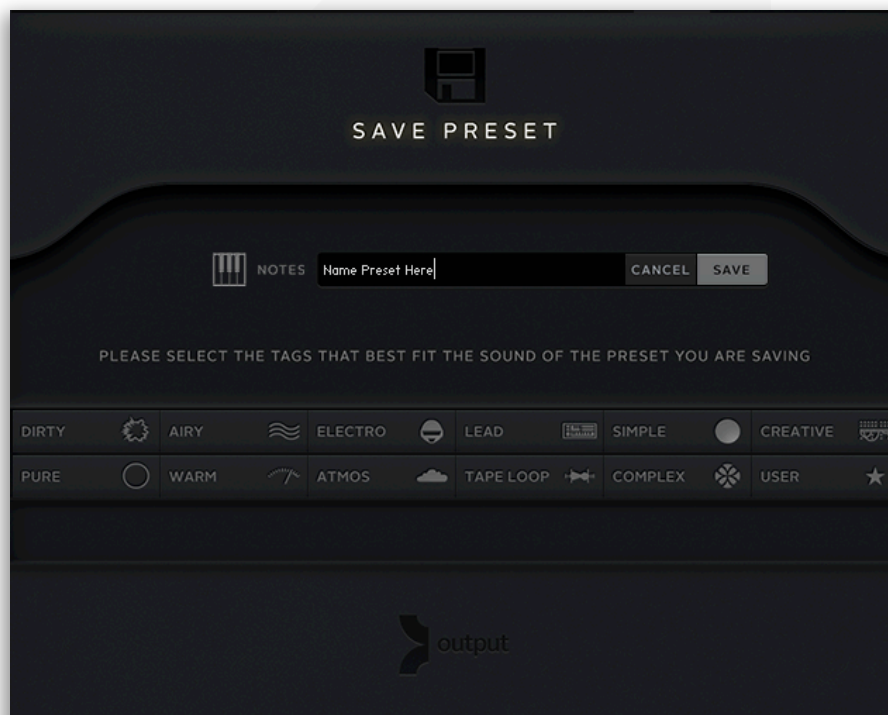 SAVE PRESET
NOTES Name Preset Here CANCEL SAVE
PLEASE SELECT THE TAGS THAT BEST FIT THE SOUND OF THE PRESET YOU ARE SAVING
DIRTY AIRY ELECTRO LEAD SIMPLE CREATIVE
PURE WARM ATMOS TAPE LOOP COMPLEX USER
output